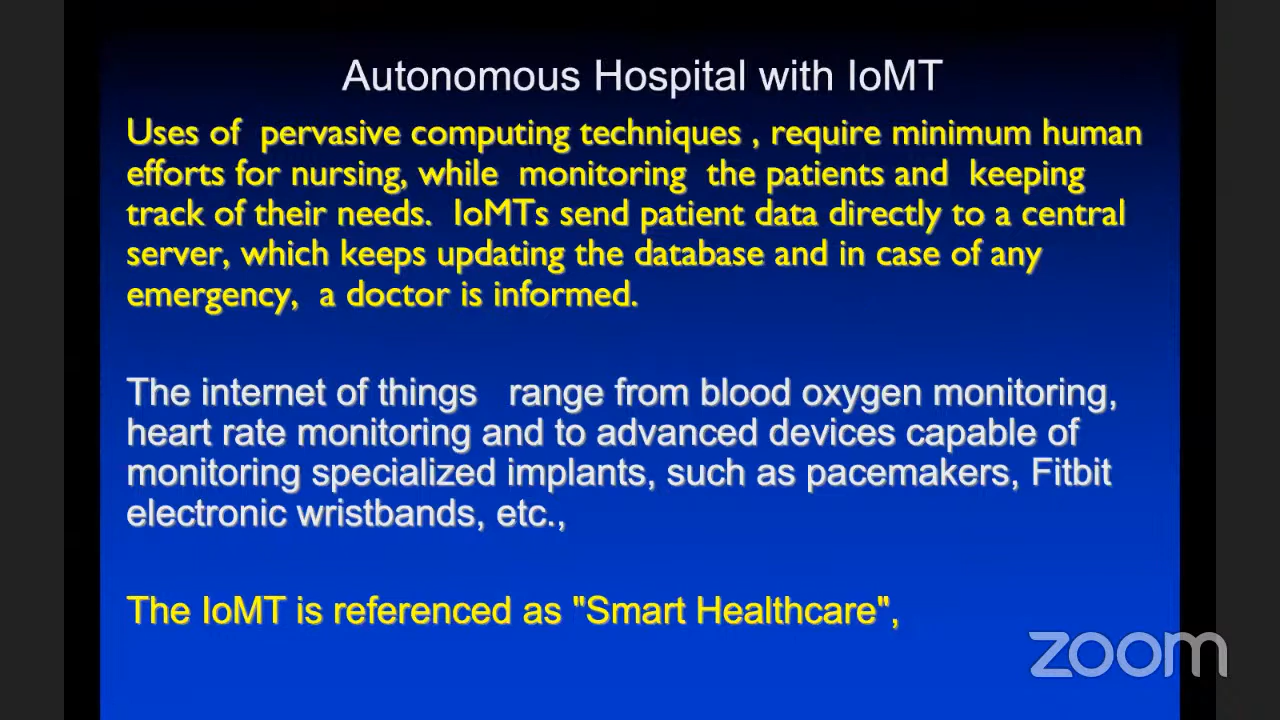 Autonomous Hospital with IoMT
Uses of pervasive computing techniques , require minimum human
efforts for nursing, while monitoring the patients and keeping
track of their needs. IoMTs send patient data directly to a central
server, which keeps updating the database and in case of any
emergency, a doctor is informed.
The internet of things range from blood oxygen monitoring,
heart rate monitoring and to advanced devices capable of
monitoring specialized implants, such as pacemakers, Fitbit
electronic wristbands, etc.,
The IoMT is referenced as "Smart Healthcare",
zoom